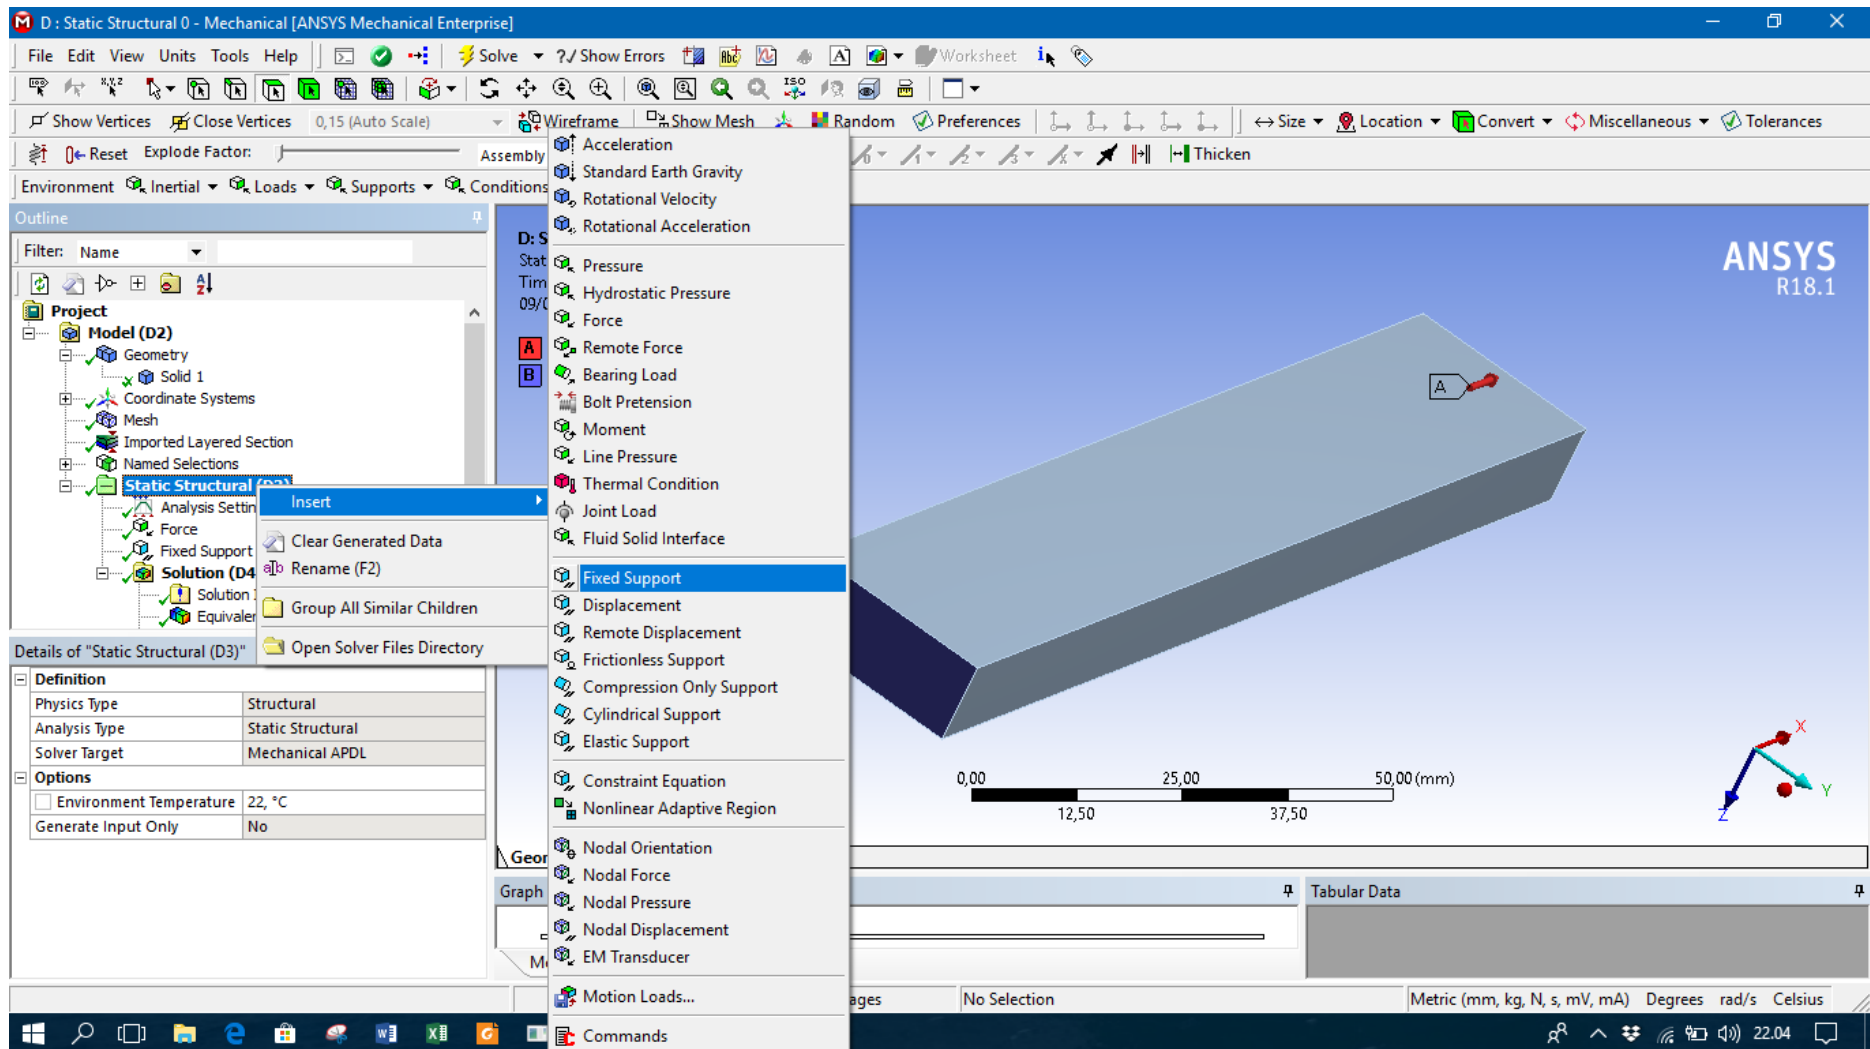 D : Static Structural 0 - Mechanical [ANSYS Mechanical Enterprise]
File Edit View Units Tools Help Solve ?/ Show Errors Worksheet
Show Vertices Close Vertices 0,15 (Auto Scale) Wireframe Show Mesh Random Preferences Size Location Convert Miscellaneous Tolerances
Reset Explode Factor: Assembly Thicken
Environment Inertial Loads Supports Conditions
Outline
Filter: Name
Project
Model (D2)
Geometry
Solid 1
Coordinate Systems
Mesh
Imported Layered Section
Named Selections
Static Structural (D3)
Analysis Settin
Force
Fixed Support
Solution (D4
Solution
Equivaler
Insert
Clear Generated Data
Rename (F2)
Group All Similar Children
Open Solver Files Directory
Acceleration
Standard Earth Gravity
Rotational Velocity
Rotational Acceleration
Pressure
Hydrostatic Pressure
Force
Remote Force
Bearing Load
Bolt Pretension
Moment
Line Pressure
Thermal Condition
Joint Load
Fluid Solid Interface
Fixed Support
Displacement
Remote Displacement
Frictionless Support
Compression Only Support
Cylindrical Support
Elastic Support
Constraint Equation
Nonlinear Adaptive Region
Nodal Orientation
Nodal Force
Nodal Pressure
Nodal Displacement
EM Transducer
Motion Loads...
Commands
Details of "Static Structural (D3)"
Definition
Physics Type Structural
Analysis Type Static Structural
Solver Target Mechanical APDL
Options
Environment Temperature 22, °C
Generate Input Only No
D: S
Stat
Tim
09/0
A
B
ANSYS
R18.1
A
0,00 25,00 50,00 (mm)
12,50 37,50
X
Y
Z
Geor
Graph
Tabular Data
Me
ages No Selection Metric (mm, kg, N, s, mV, mA) Degrees rad/s Celsius
22.04